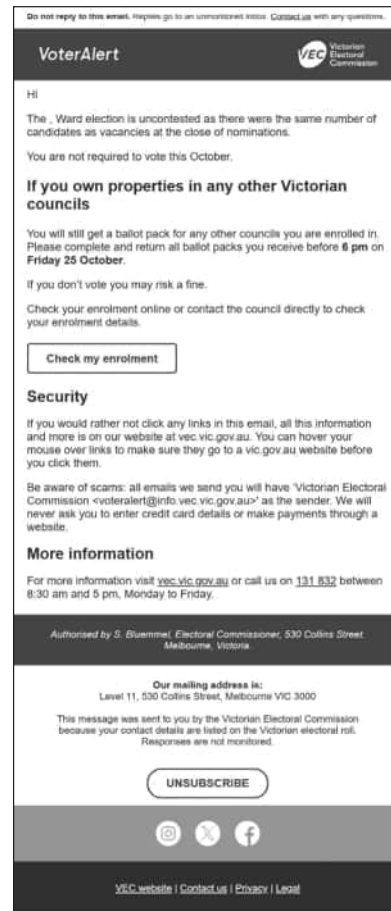 Do not reply to this email. Replies go to an unmonitored inbox. Contact us with any questions.
VoterAlert
VEC Victorian
Electoral
Commission
Hi
The , Ward election is uncontested as there were the same number of
candidates as vacancies at the close of nominations.
You are not required to vote this October.
If you own properties in any other Victorian
councils
You will still get a ballot pack for any other councils you are enrolled in.
Please complete and return all ballot packs you receive before 6 pm on
Friday 25 October.
If you don't vote you may risk a fine.
Check your enrolment online or contact the council directly to check
your enrolment details.
Check my enrolment
Security
If you would rather not click any links in this email, all this information
and more is on our website at vec.vic.gov.au. You can hover your
mouse over links to make sure they go to a vic.gov.au website before
you click them.
Be aware of scams: all emails we send you will have 'Victorian Electoral
Commission <voteralert@info.vec.vic.gov.au>' as the sender. We will
never ask you to enter credit card details or make payments through a
website.
More information
For more information visit vec.vic.gov.au or call us on 131 832 between
8:30 am and 5 pm, Monday to Friday.
Authorised by S. Bluemmel, Electoral Commissioner, 530 Collins Street
Melbourne, Victoria.
Our mailing address is:
Level 11, 530 Collins Street, Melbourne VIC 3000
This message was sent to you by the Victorian Electoral Commission
because your contact details are listed on the Victorian electoral roll.
Responses are not monitored.
UNSUBSCRIBE
VEC website | Contact us | Privacy | Legal